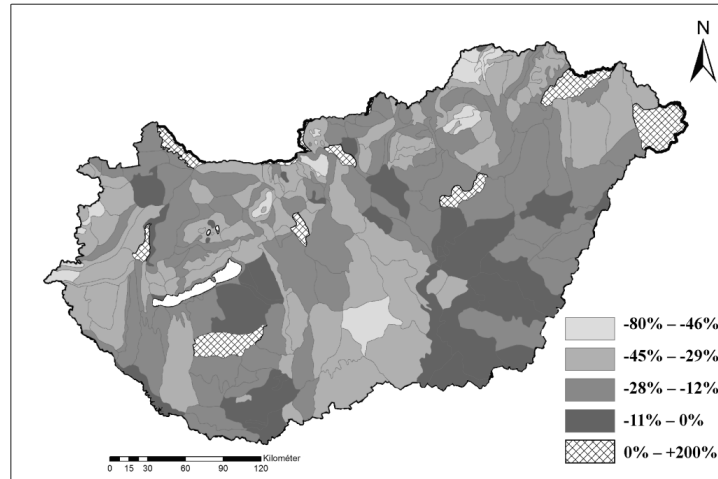 N
-80% – -46%
-45% – -29%
-28% – -12%
-11% – 0%
0% – +200%
Kilométer
0 15 30 60 90 120